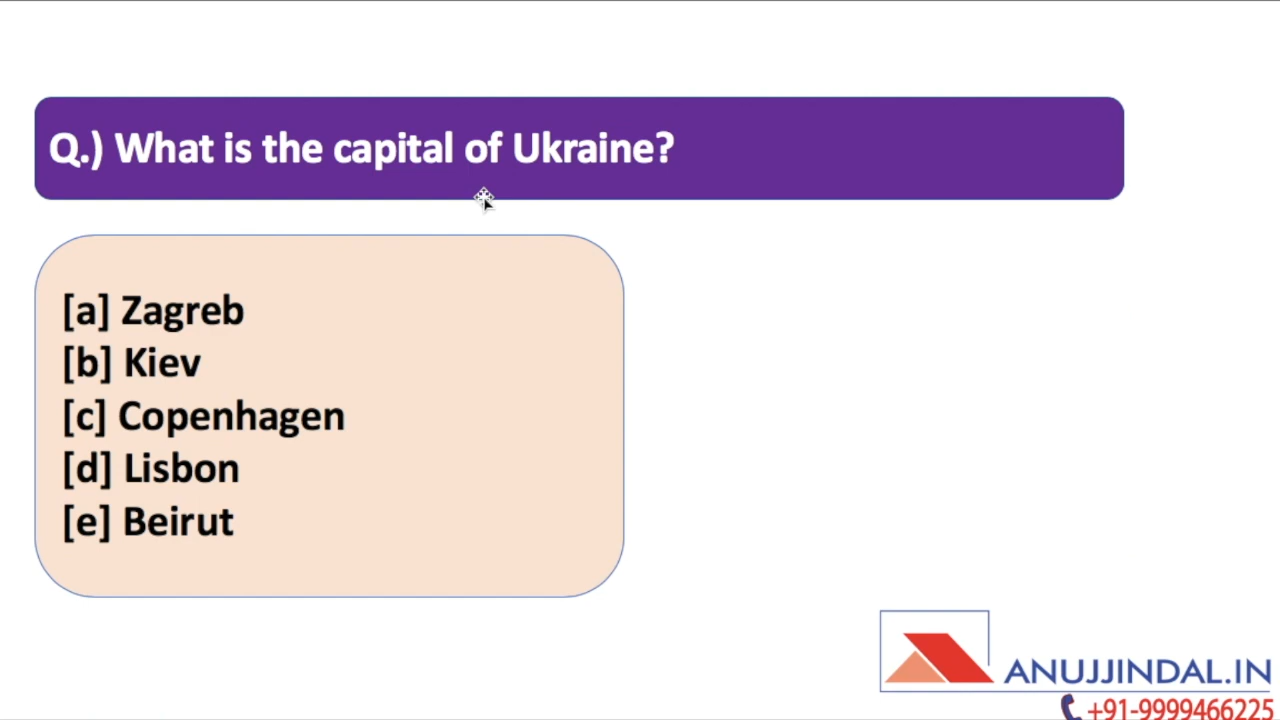 Q.) What is the capital of Ukraine?
[a] Zagreb
[b] Kiev
[c] Copenhagen
[d] Lisbon
[e] Beirut
ANUJJINDAL.IN
+91-9999466225